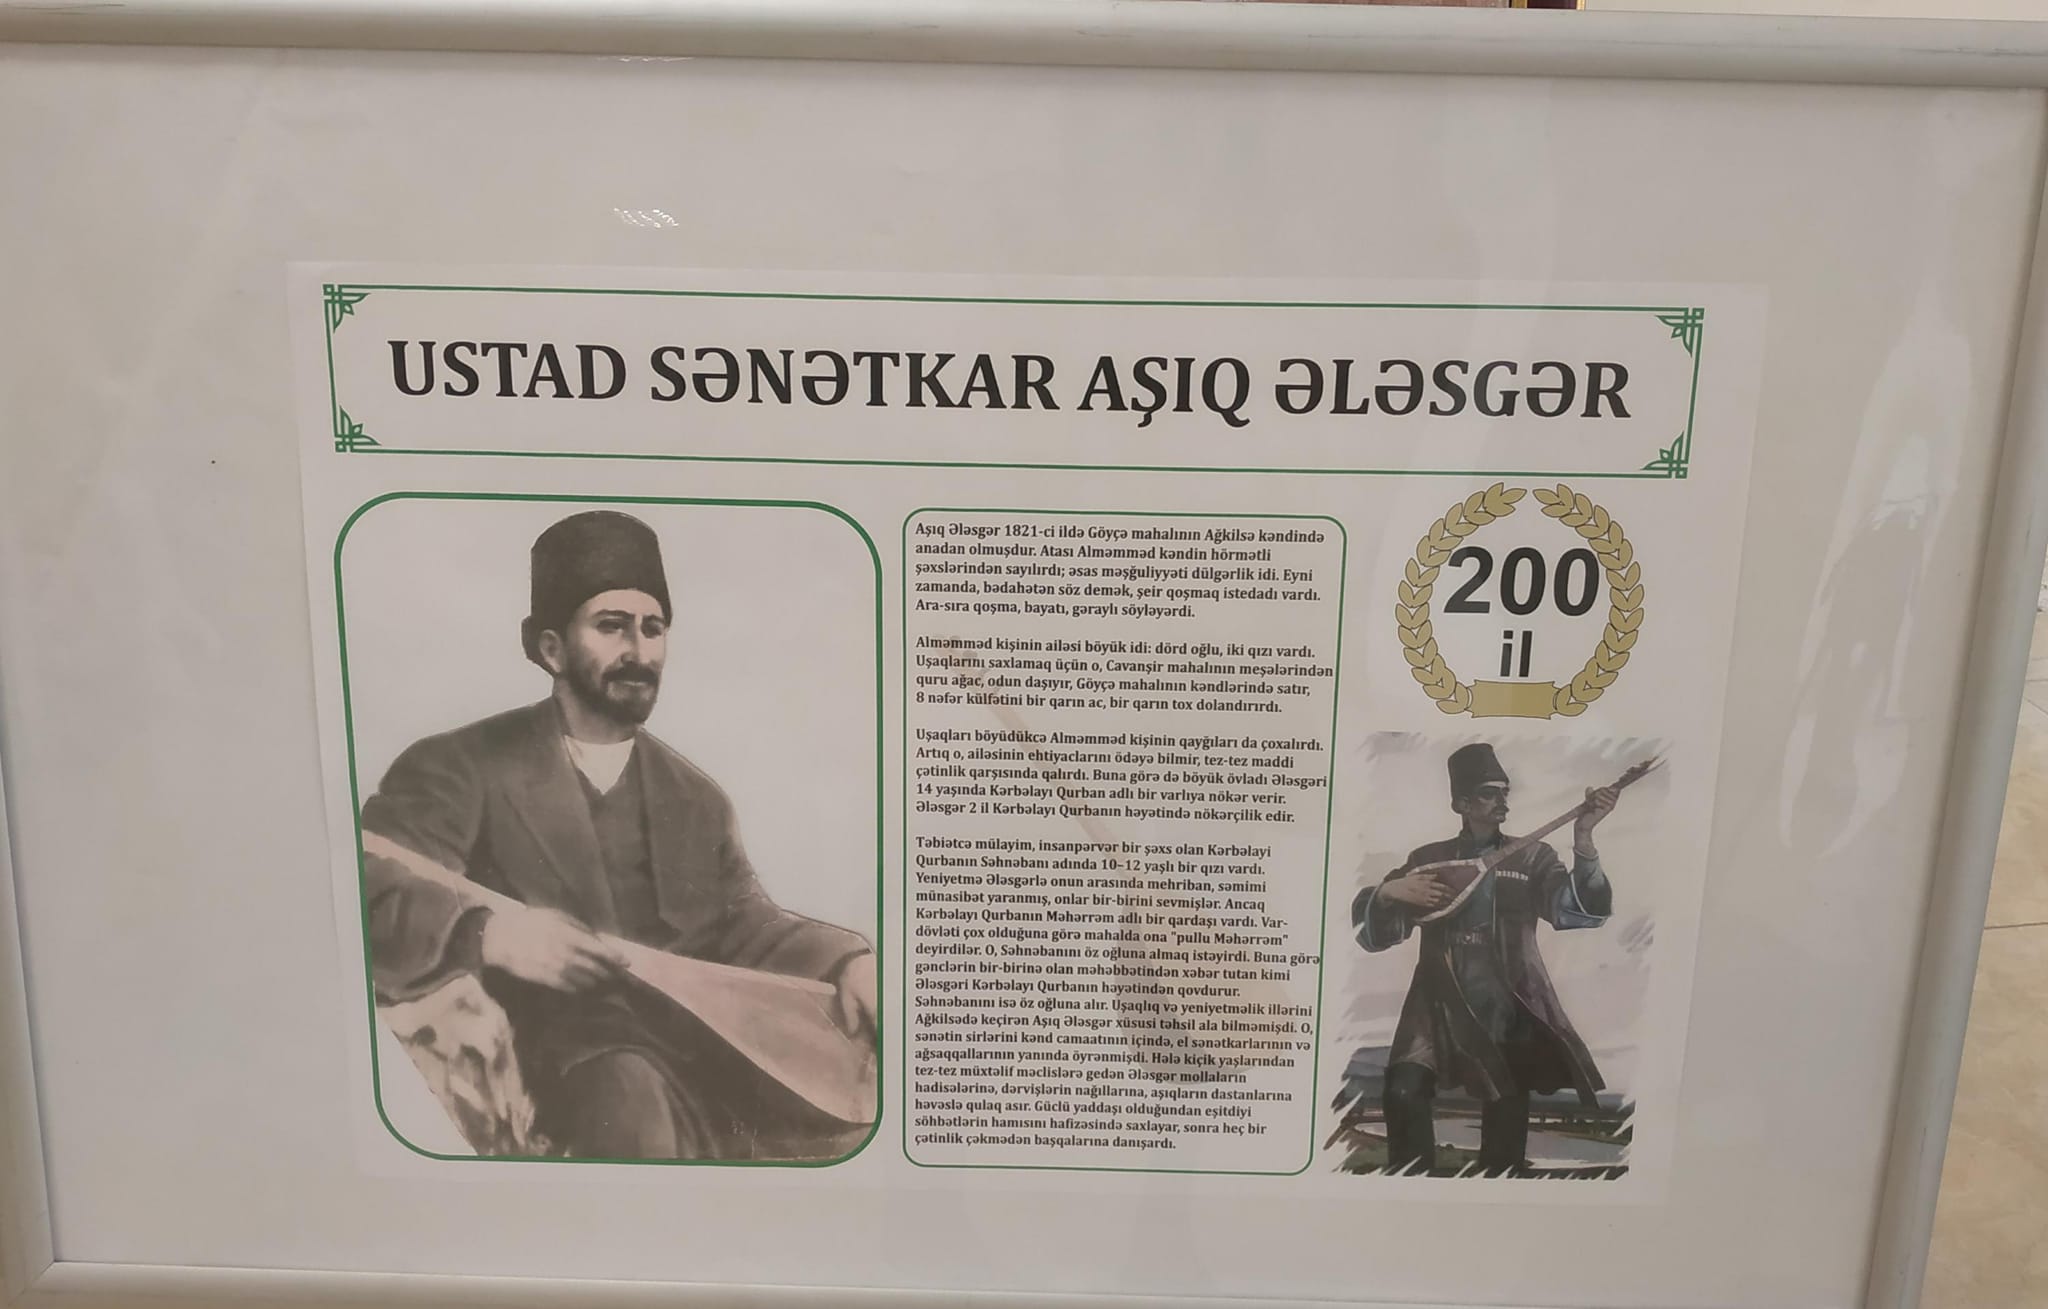 USTAD SƏNƏTKAR AŞIQ ƏLƏSGƏR
Aşıq Ələsgər 1821-ci ildə Göyçə mahalının Ağkilsə kəndində
anadan olmuşdur. Atası Alməmməd kəndin hörmətli
şəxslərindən sayılırdı; əsas məşğuliyyəti dülgərlik idi. Eyni
zamanda, bədahətən söz demək, şeir qoşmaq istedadı vardı.
Ara-sıra qoşma, bayatı, gəraylı söyləyərdi.
Alməmməd kişinin ailəsi böyük idi: dörd oğlu, iki qızı vardı.
Uşaqlarını saxlamaq üçün o, Cavanşir mahalının meşələrindən
quru ağac, odun daşıyır, Göyçə mahalının kəndlərində satır,
8 nəfər külfətini bir qarın ac, bir qarın tox dolandırırdı.
Uşaqları böyüdükcə Alməmməd kişinin qayğıları da çoxalırdı.
Artıq o, ailəsinin ehtiyaclarını ödəyə bilmir, tez-tez maddi
çətinlik qarşısında qalırdı. Buna görə də böyük övladı Ələsgəri
14 yaşında Kərbəlayı Qurban adlı bir varlıya nökər verir.
Ələsgər 2 il Kərbəlayı Qurbanın həyətində nökərçilik edir.
Təbiətcə mülayim, insanpərvər bir şəxs olan Kərbəlayi
Qurbanın Səhnəbanı adında 10–12 yaşlı bir qızı vardı.
Yeniyetmə Ələsgərlə onun arasında mehriban, səmimi
münasibət yaranmış, onlar bir-birini sevmişlər. Ancaq
Kərbəlayı Qurbanın Məhərrəm adlı bir qardaşı vardı. Var-
dövləti çox olduğuna görə mahalda ona "pullu Məhərrəm"
deyirdilər. O, Səhnəbanını öz oğluna almaq istəyirdi. Buna görə
gənclərin bir-birinə olan məhəbbətindən xəbər tutan kimi
Ələsgəri Kərbəlayı Qurbanın həyətindən qovdurur.
Səhnəbanını isə öz oğluna alır. Uşaqlıq və yeniyetməlik illərini
Ağkilsədə keçirən Aşıq Ələsgər xüsusi təhsil ala bilməmişdi. O,
sənətin sirlərini kənd camaatının içində, el sənətkarlarının və
ağsaqqallarının yanında öyrənmişdi. Hələ kiçik yaşlarından
tez-tez müxtəlif məclislərə gedən Ələsgər mollaların
hadisələrinə, dərvişlərin nağıllarına, aşıqların dastanlarına
həvəslə qulaq asır. Güclü yaddaşı olduğundan eşitdiyi
söhbətlərin hamısını hafizəsində saxlayar, sonra heç bir
çətinlik çəkmədən başqalarına danışardı.
200
il